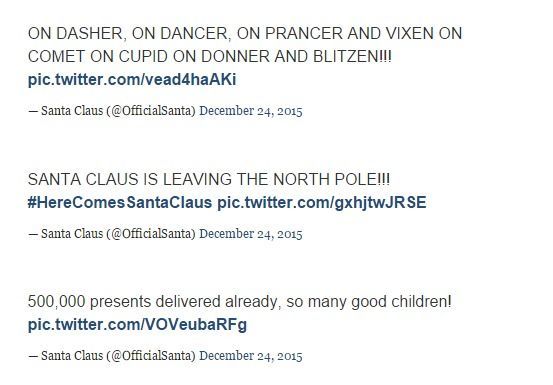 ON DASHER, ON DANCER, ON PRANCER AND VIXEN ON
COMET ON CUPID ON DONNER AND BLITZEN!!!
pic.twitter.com/vead4haAKi
— Santa Claus (@OfficialSanta) December 24, 2015
SANTA CLAUS IS LEAVING THE NORTH POLE!!!
#HereComesSantaClaus pic.twitter.com/gxhjtwJRSE
— Santa Claus (@OfficialSanta) December 24, 2015
500,000 presents delivered already, so many good children!
pic.twitter.com/VOVeubaRFg
— Santa Claus (@OfficialSanta) December 24, 2015